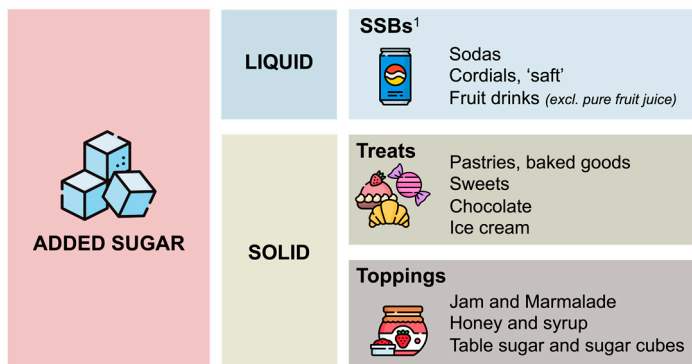 ADDED SUGAR
LIQUID
SSBs¹
Sodas
Cordials, ‘saft’
Fruit drinks (excl. pure fruit juice)
SOLID
Treats
Pastries, baked goods
Sweets
Chocolate
Ice cream
Toppings
Jam and Marmalade
Honey and syrup
Table sugar and sugar cubes